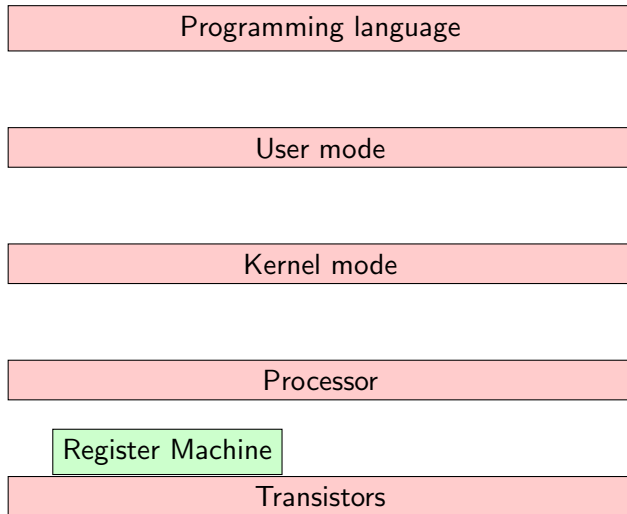 Programming language
User mode
Kernel mode
Processor
Register Machine
Transistors